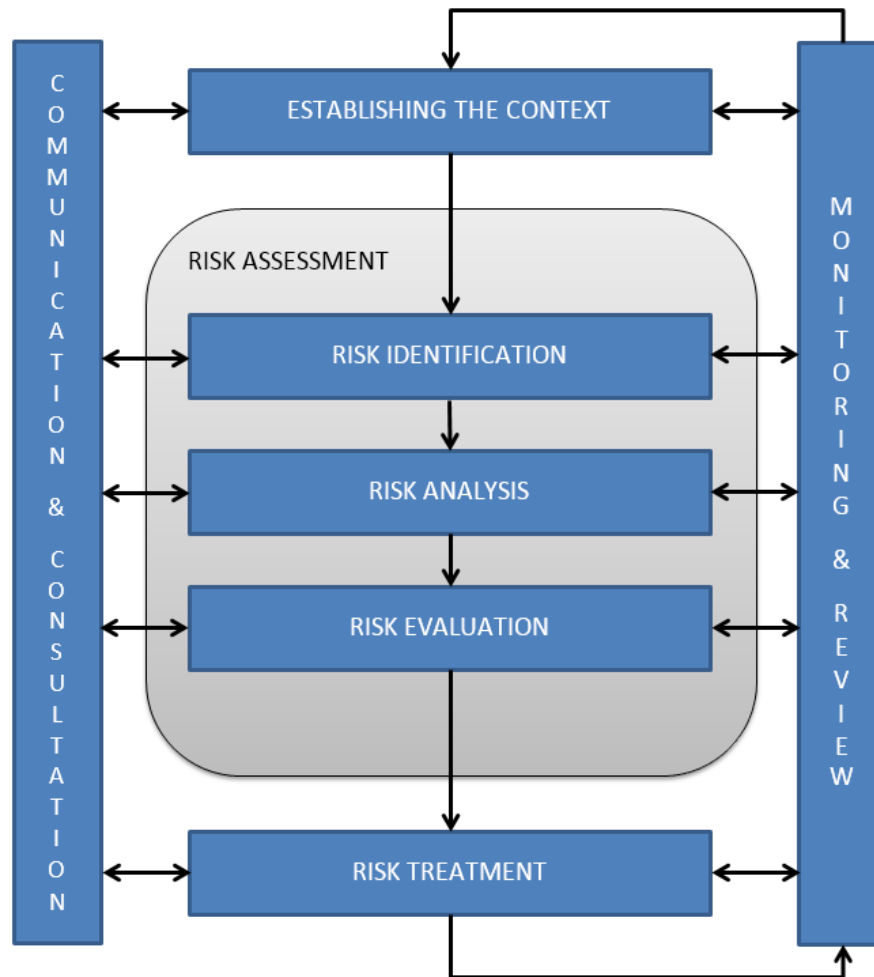 COMMUNICATION & CONSULTATION
ESTABLISHING THE CONTEXT
RISK ASSESSMENT
RISK IDENTIFICATION
RISK ANALYSIS
RISK EVALUATION
RISK TREATMENT
MONITORING & REVIEW